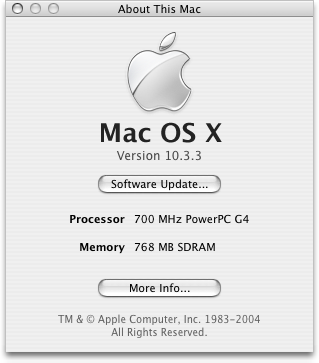 About This Mac
Mac OS X
Version 10.3.3
Software Update...
Processor 700 MHz PowerPC G4
Memory 768 MB SDRAM
More Info...
TM & © Apple Computer, Inc. 1983-2004
All Rights Reserved.